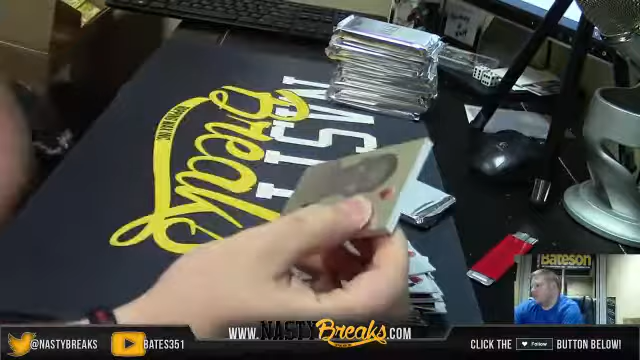 NASTY
Breaks
Bateson
@NASTYBREAKS
BATES351
WWW.NASTYBreaks.COM
CLICK THE Follow BUTTON BELOW!